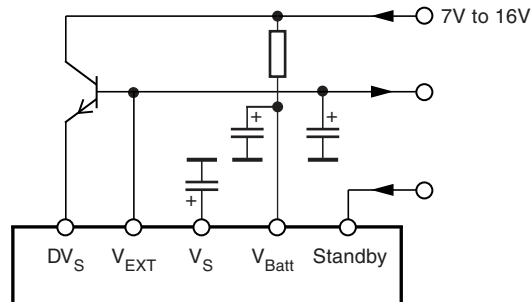 7V to 16V
+ +
+
DVS VEXT VS VBatt Standby